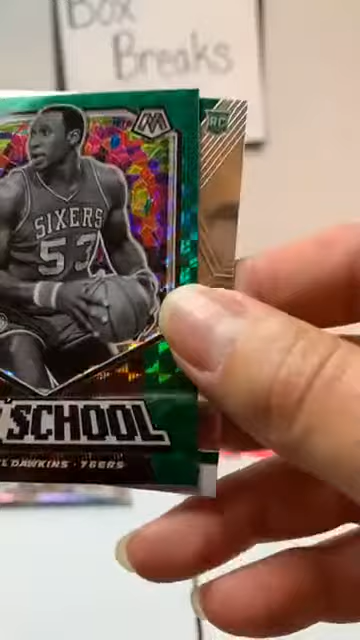 Box
Breaks
M
RC
SIXERS
53
'SCHOOL
L DAWKINS · 76ERS